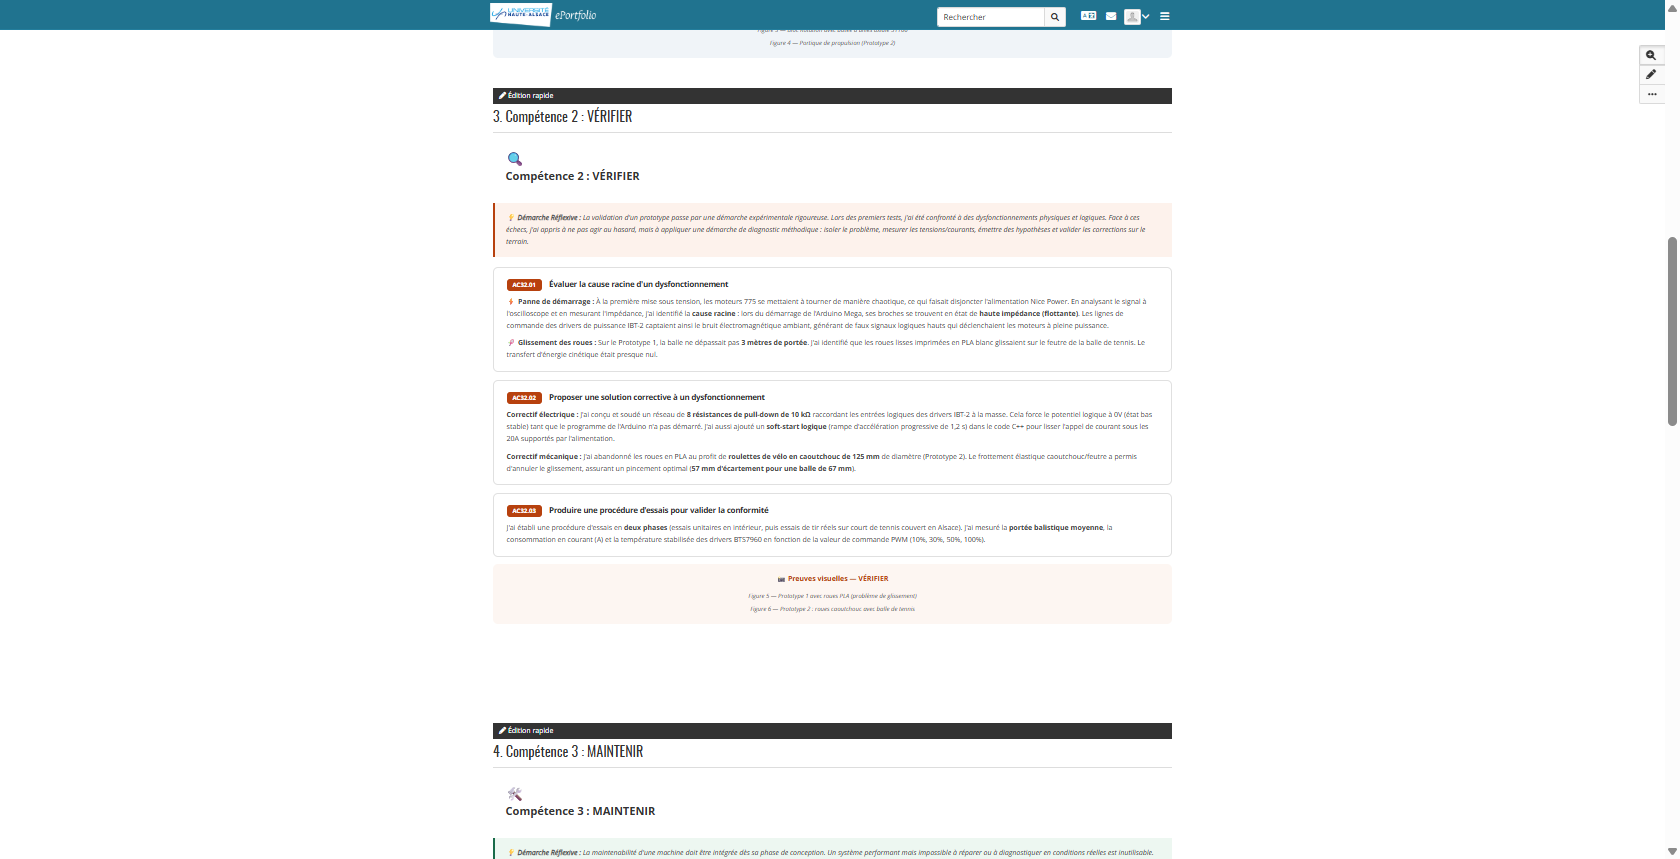 UNIVERSITÉ
HAUTE-ALSACE
ePortfolio
Rechercher
Figure 4 — Portique de propulsion (Prototype 2)
Édition rapide
3. Compétence 2 : VÉRIFIER
Compétence 2 : VÉRIFIER
Démarche Réflexive : La validation d'un prototype passe par une démarche expérimentale rigoureuse. Lors des premiers tests, j'ai été confronté à des dysfonctionnements physiques et logiques. Face à ces
échecs, j'ai appris à ne pas agir au hasard, mais à appliquer une démarche de diagnostic méthodique : isoler le problème, mesurer les tensions/courants, émettre des hypothèses et valider les corrections sur le
terrain.
AC32.01 Évaluer la cause racine d'un dysfonctionnement
Panne de démarrage : À la première mise sous tension, les moteurs 775 se mettaient à tourner de manière chaotique, ce qui faisait disjoncter l'alimentation Nice Power. En analysant le signal à
l'oscilloscope et en mesurant l'impédance, j'ai identifié la cause racine : lors du démarrage de l'Arduino Mega, ses broches se trouvent en état de haute impédance (flottante). Les lignes de
commande des drivers de puissance IBT-2 captaient ainsi le bruit électromagnétique ambiant, générant de faux signaux logiques hauts qui déclenchaient les moteurs à pleine puissance.
Glissement des roues : Sur le Prototype 1, la balle ne dépassait pas 3 mètres de portée. J'ai identifié que les roues lisses imprimées en PLA blanc glissaient sur le feutre de la balle de tennis. Le
transfert d'énergie cinétique était presque nul.
AC32.02 Proposer une solution corrective à un dysfonctionnement
Correctif électrique : J'ai conçu et soudé un réseau de 8 résistances de pull-down de 10 kΩ raccordant les entrées logiques des drivers IBT-2 à la masse. Cela force le potentiel logique à 0V (état bas
stable) tant que le programme de l'Arduino n'a pas démarré. J'ai aussi ajouté un soft-start logique (rampe d'accélération progressive de 1,2 s) dans le code C++ pour lisser l'appel de courant sous les
20A supportés par l'alimentation.
Correctif mécanique : J'ai abandonné les roues en PLA au profit de roulettes de vélo en caoutchouc de 125 mm de diamètre (Prototype 2). Le frottement élastique caoutchouc/feutre a permis
d'annuler le glissement, assurant un pincement optimal (57 mm d'écartement pour une balle de 67 mm).
AC32.03 Produire une procédure d'essais pour valider la conformité
J'ai établi une procédure d'essais en deux phases (essais unitaires en intérieur, puis essais de tir réels sur court de tennis couvert en Alsace). J'ai mesuré la portée balistique moyenne, la
consommation en courant (A) et la température stabilisée des drivers BTS7960 en fonction de la valeur de commande PWM (10%, 30%, 50%, 100%).
Preuves visuelles — VÉRIFIER
Figure 5 — Prototype 1 avec roues PLA (problème de glissement)
Figure 6 — Prototype 2 : roues caoutchouc avec balle de tennis
Édition rapide
4. Compétence 3 : MAINTENIR
Compétence 3 : MAINTENIR
Démarche Réflexive : La maintenabilité d'une machine doit être intégrée dès sa phase de conception. Un système performant mais impossible à réparer ou à diagnostiquer en conditions réelles est inutilisable.